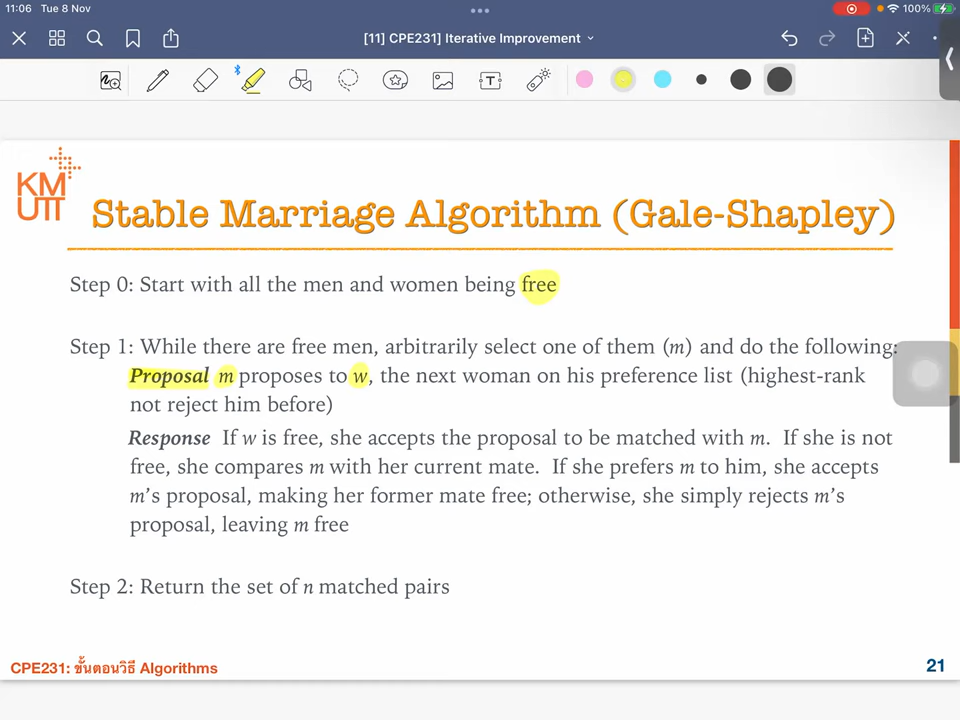 11:06 Tue 8 Nov
100%
[11] CPE231] Iterative Improvement
T
KM
UTT
Stable Marriage Algorithm (Gale-Shapley)
Step 0: Start with all the men and women being free
Step 1: While there are free men, arbitrarily select one of them (m) and do the following:
Proposal m proposes to w, the next woman on his preference list (highest-rank
not reject him before)
Response If w is free, she accepts the proposal to be matched with m. If she is not
free, she compares m with her current mate. If she prefers m to him, she accepts
m's proposal, making her former mate free; otherwise, she simply rejects m's
proposal, leaving m free
Step 2: Return the set of n matched pairs
CPE231: ขั้นตอนวิธี Algorithms
21